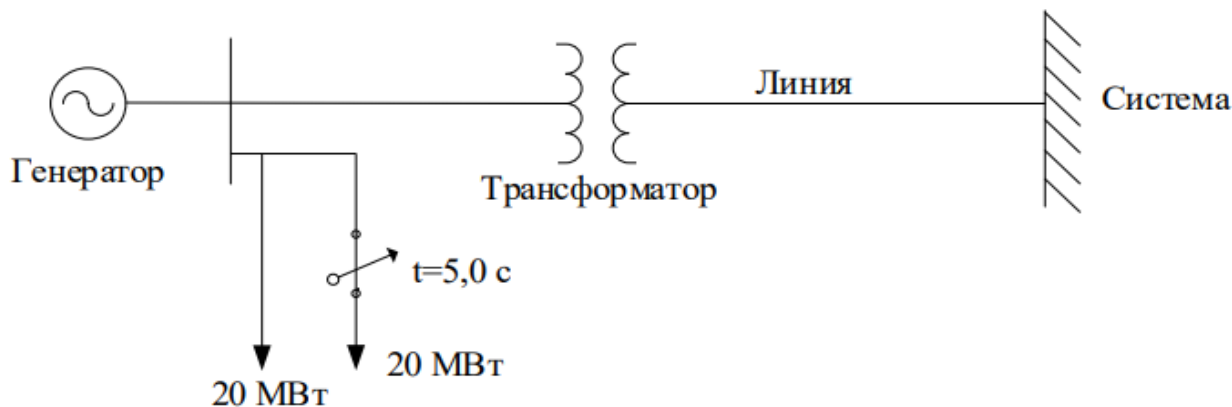 Линия
Система
Генератор
Трансформатор
t=5,0 с
20 МВт
20 МВт